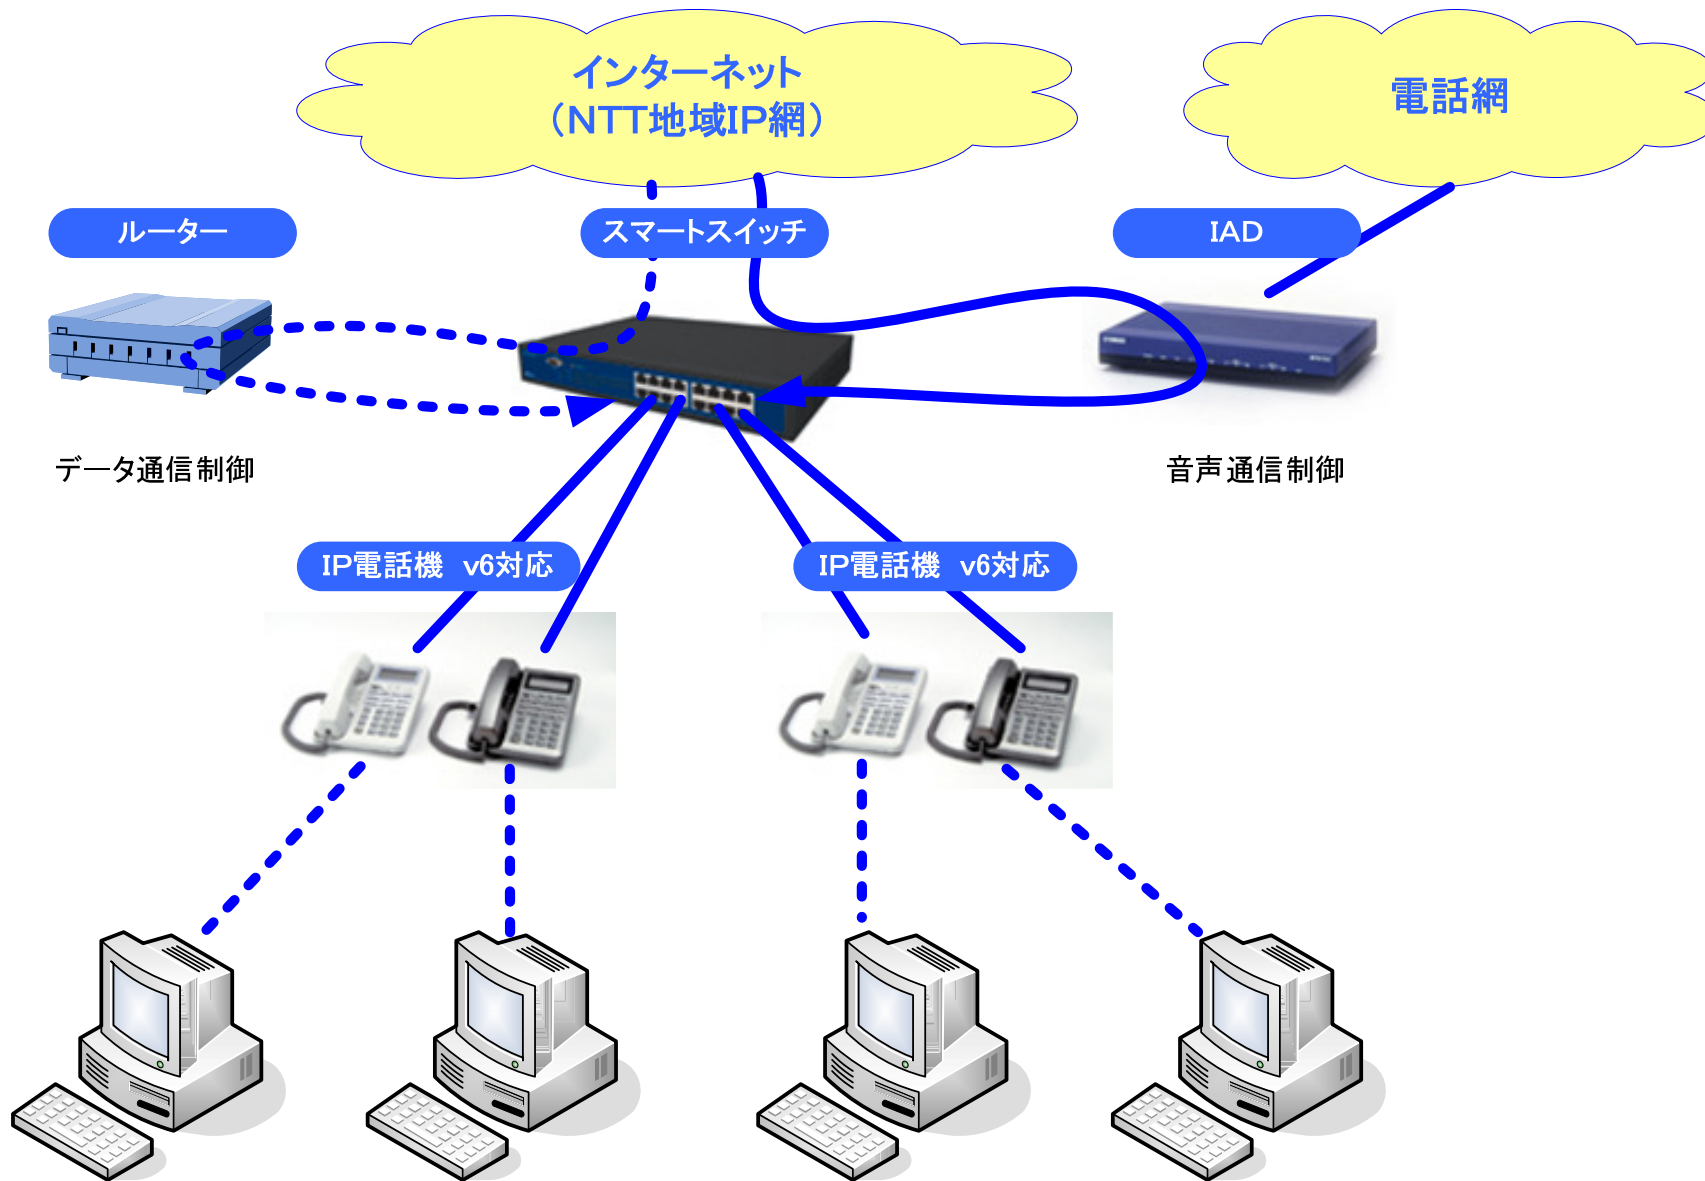 インターネット
（NTT地域IP網）
電話網
ルーター
スマートスイッチ
IAD
データ通信制御
音声通信制御
IP電話機　v6対応
IP電話機　v6対応